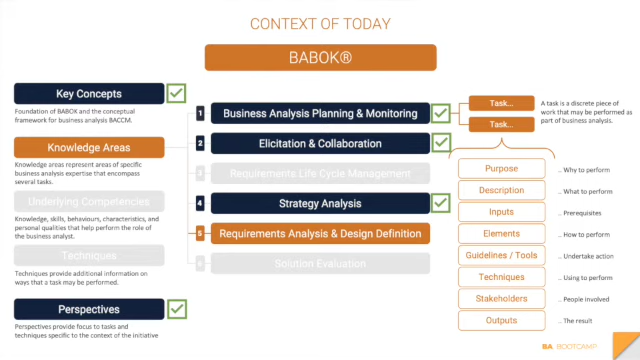 CONTEXT OF TODAY
BABOK®
Key Concepts
Foundation of BABOK and the conceptual
framework for business analysis BACCM.
Knowledge Areas
Knowledge areas represent areas of specific
business analysis expertise that encompass
several tasks.
Underlying Competencies
Knowledge, skills, behaviours, characteristics, and
personal qualities that help perform the role of
the business analyst.
Techniques
Techniques provide additional information on
ways that a task may be performed.
Perspectives
Perspectives provide focus to tasks and
techniques specific to the context of the initiative
1 Business Analysis Planning & Monitoring
2 Elicitation & Collaboration
3 Requirements Life Cycle Management
4 Strategy Analysis
5 Requirements Analysis & Design Definition
6 Solution Evaluation
Task...
Task...
A task is a discrete piece of
work that may be performed as
part of business analysis.
Purpose .. Why to perform
Description .. What to perform
Inputs .. Prerequisites
Elements .. How to perform
Guidelines / Tools .. Undertake action
Techniques .. Using to perform
Stakeholders .. People involved
Outputs .. The result
BA BOOTCAMP